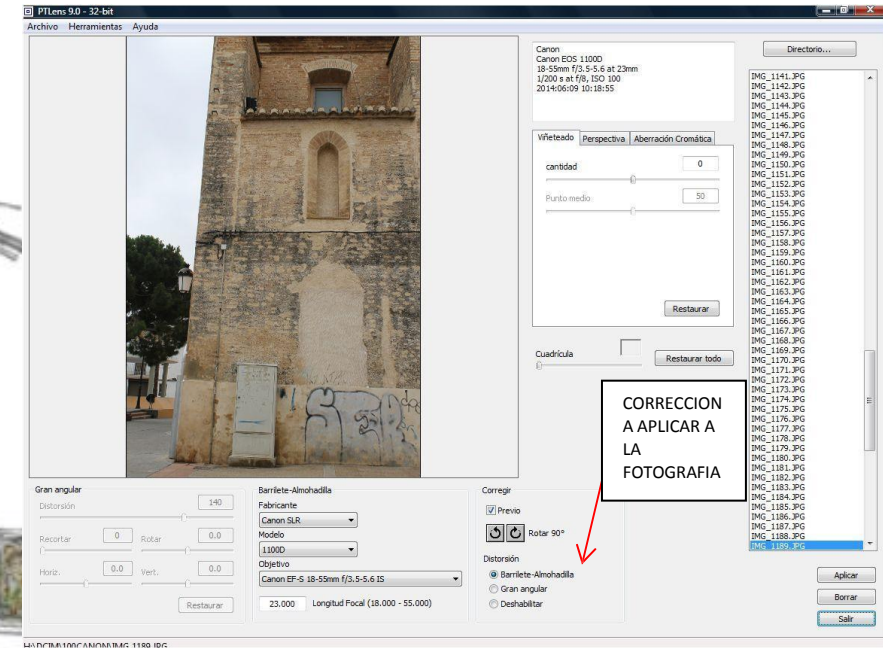 PTLens 9.0 - 32-bit
Archivo Herramientas Ayuda
Canon
Canon EOS 1100D
18-55mm f/3.5-5.6 at 23mm
1/200 s at f/8, ISO 100
2014:06:09 10:18:55
Directorio...
Viñeteado Perspectiva Aberración Cromática
cantidad 0
Punto medio 50
Restaurar
Cuadrícula
Restaurar todo
IMG_1141.JPG
IMG_1142.JPG
IMG_1143.JPG
IMG_1144.JPG
IMG_1145.JPG
IMG_1146.JPG
IMG_1147.JPG
IMG_1148.JPG
IMG_1149.JPG
IMG_1150.JPG
IMG_1151.JPG
IMG_1152.JPG
IMG_1153.JPG
IMG_1154.JPG
IMG_1155.JPG
IMG_1156.JPG
IMG_1157.JPG
IMG_1158.JPG
IMG_1159.JPG
IMG_1160.JPG
IMG_1161.JPG
IMG_1162.JPG
IMG_1163.JPG
IMG_1164.JPG
IMG_1165.JPG
IMG_1166.JPG
IMG_1167.JPG
IMG_1168.JPG
IMG_1169.JPG
IMG_1170.JPG
IMG_1171.JPG
IMG_1172.JPG
IMG_1173.JPG
IMG_1174.JPG
IMG_1175.JPG
IMG_1176.JPG
IMG_1177.JPG
IMG_1178.JPG
IMG_1179.JPG
IMG_1180.JPG
IMG_1181.JPG
IMG_1182.JPG
IMG_1183.JPG
IMG_1184.JPG
IMG_1185.JPG
IMG_1186.JPG
IMG_1187.JPG
IMG_1188.JPG
IMG_1189.JPG
CORRECCION
A APLICAR A
LA
FOTOGRAFIA
Gran angular
Distorsión 140
Recortar 0 Rotar 0.0
Horiz. 0.0 Vert. 0.0
Restaurar
Barrilete-Almohadilla
Fabricante
Canon SLR
Modelo
1100D
Objetivo
Canon EF-S 18-55mm f/3.5-5.6 IS
23.000 Longitud Focal (18.000 - 55.000)
Corregir
Previo
Rotar 90°
Distorsión
Barrilete-Almohadilla
Gran angular
Deshabilitar
Aplicar
Borrar
Salir
H:\DCIM\100CANON\IMG_1189.JPG